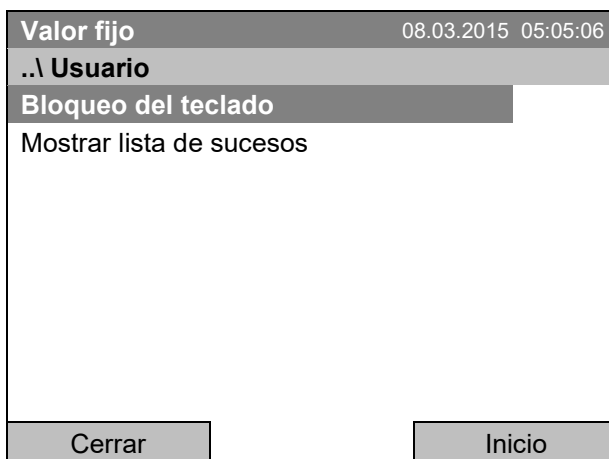 Valor fijo 08.03.2015 05:05:06
..\ Usuario
Bloqueo del teclado
Mostrar lista de sucesos
Cerrar Inicio